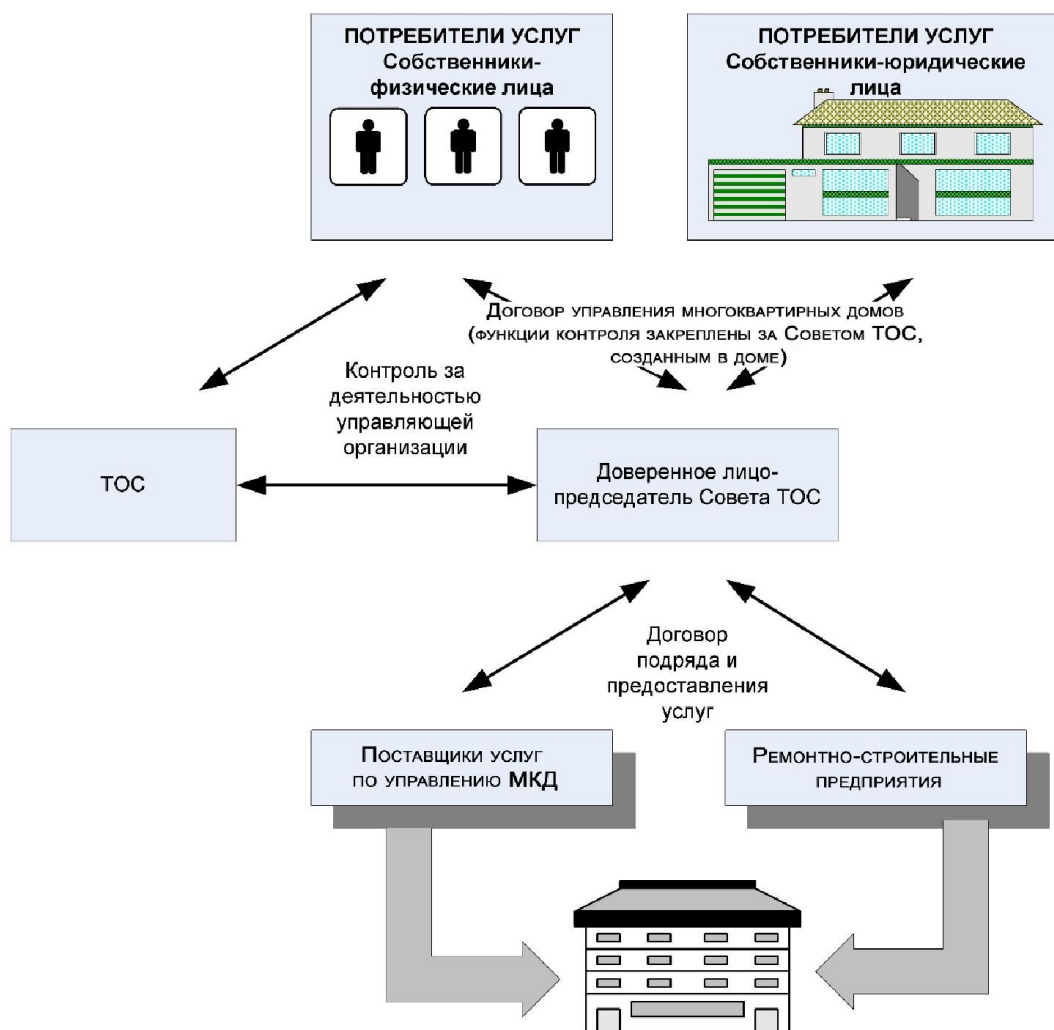 ПОТРЕБИТЕЛИ УСЛУГ
Собственники-
физические лица
ПОТРЕБИТЕЛИ УСЛУГ
Собственники-юридические
лица
Договор управления многоквартирных домов
(функции контроля закреплены за Советом ТОС,
созданным в доме)
Контроль за
деятельностью
управляющей
организации
ТОС
Доверенное лицо-
председатель Совета ТОС
Договор
подряда и
предоставления
услуг
Поставщики услуг
по управлению МКД
Ремонтно-строительные
предприятия